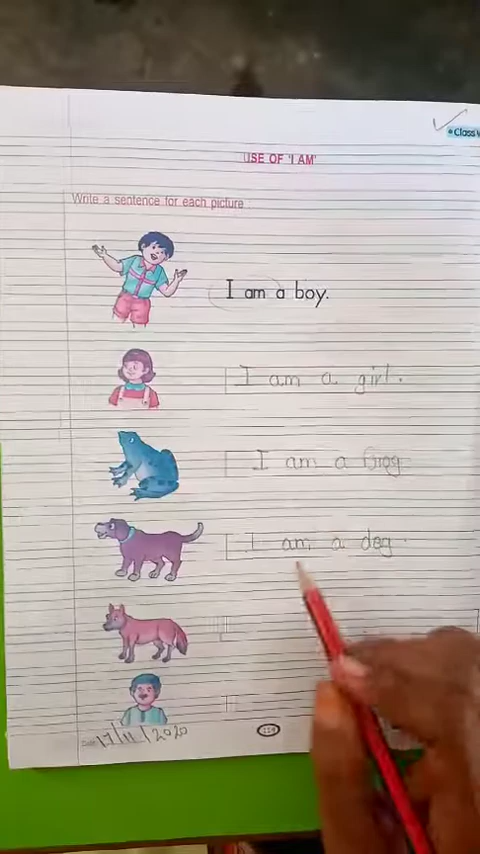 • Class
USE OF 'I AM'
Write a sentence for each picture
I am a boy.
I am a girl.
I am a frog
I am a dog.
17/11/2020